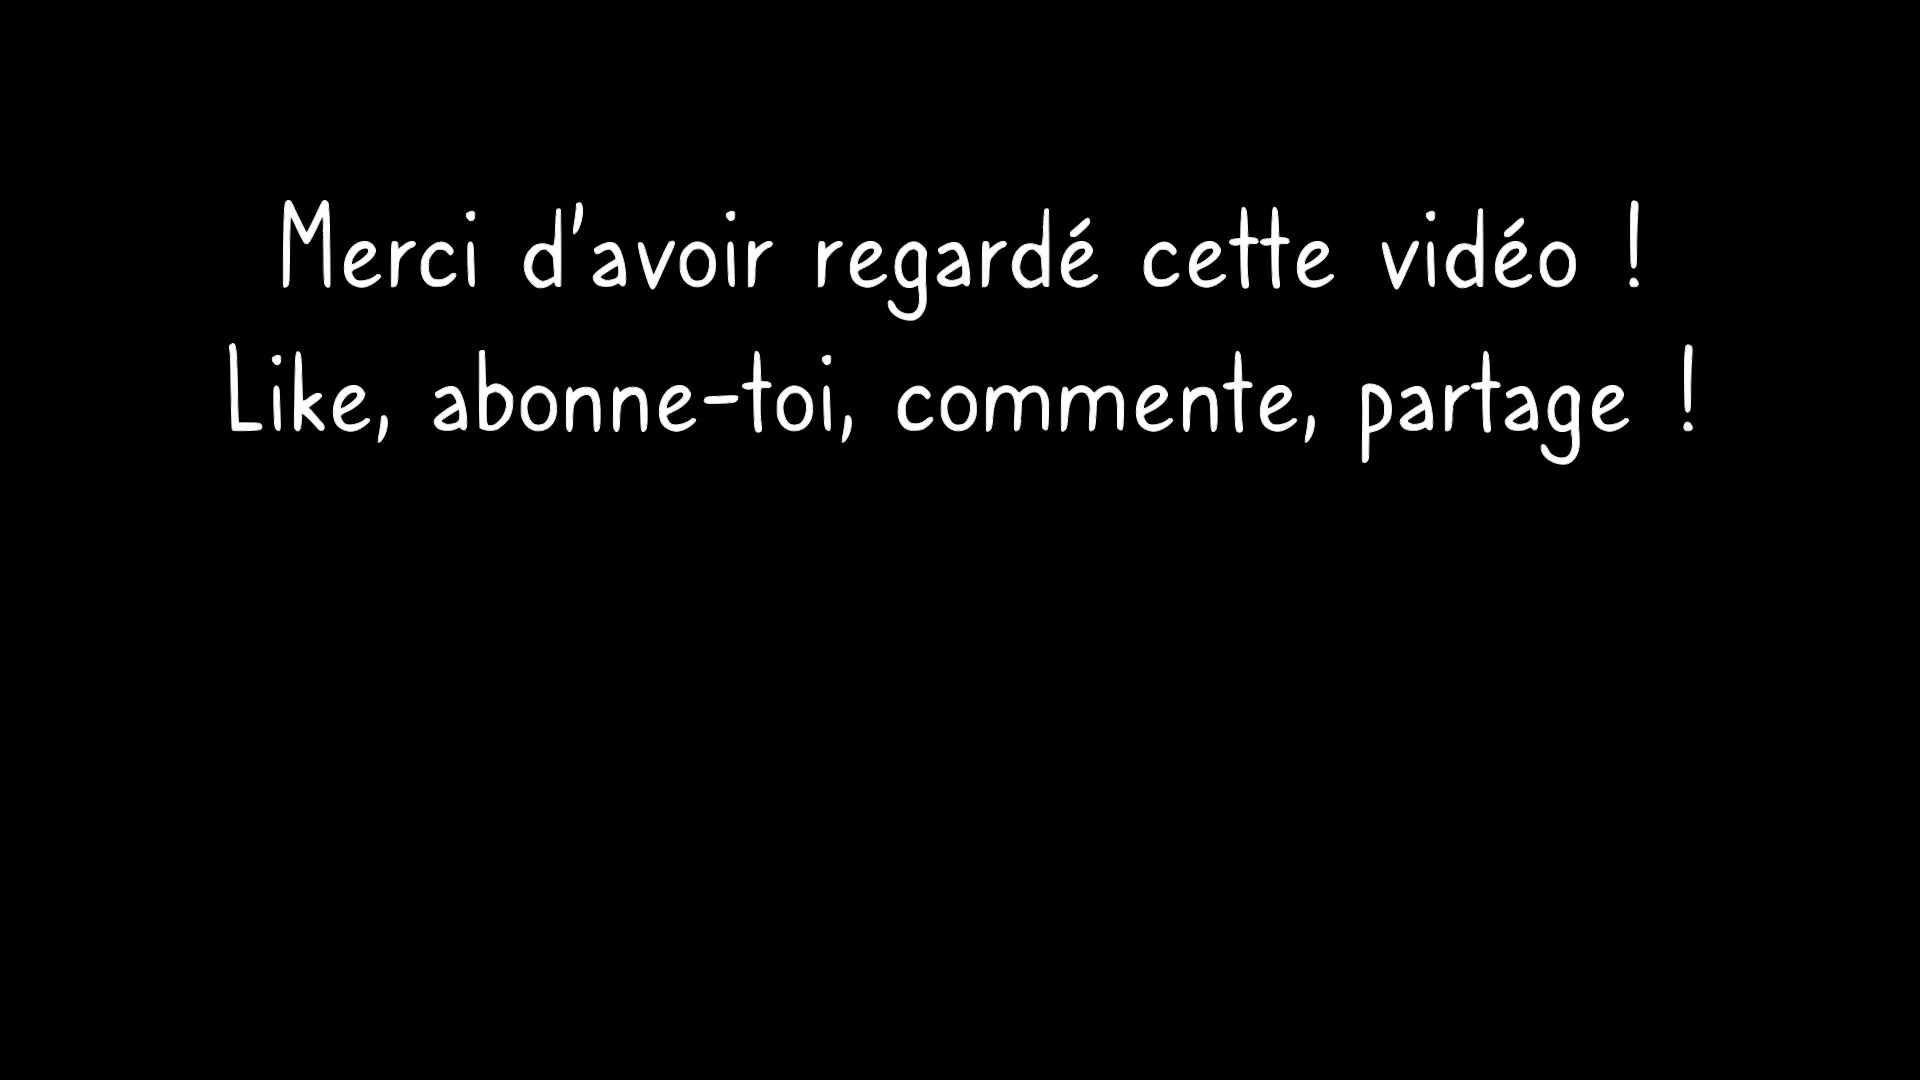 Merci d'avoir regardé cette vidéo !
Like, abonne-toi, commente, partage !